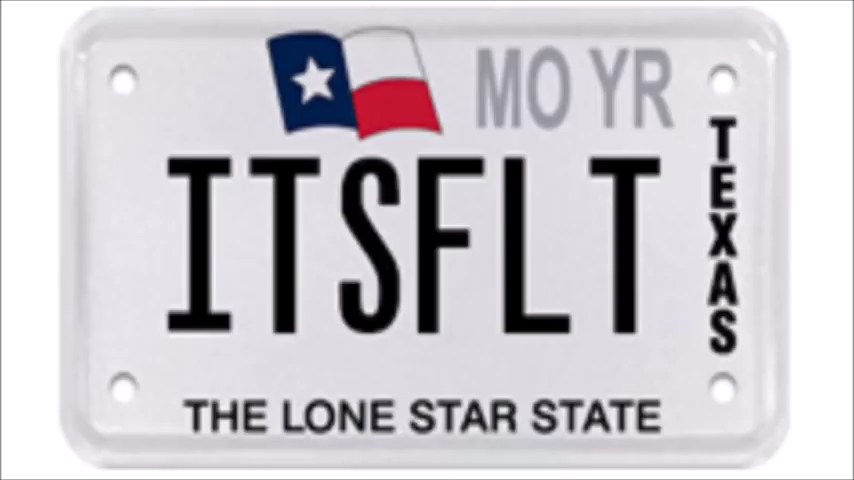 MO YR
ITSFLT
TEXAS
THE LONE STAR STATE